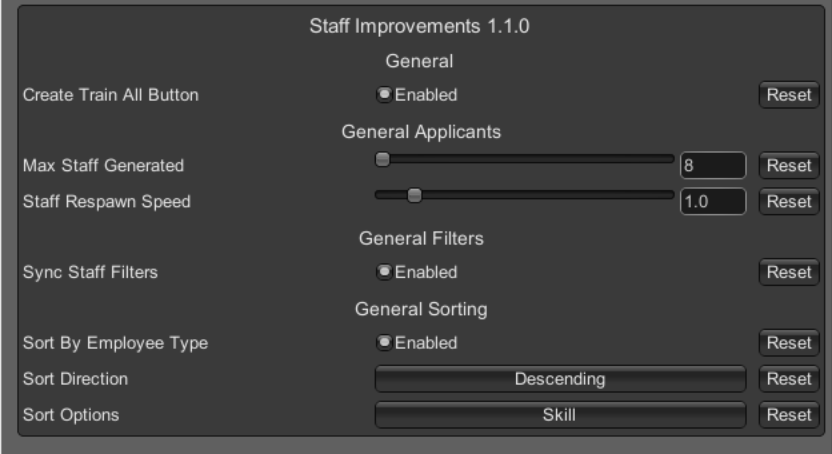 Staff Improvements 1.1.0
General
Create Train All Button Enabled Reset
General Applicants
Max Staff Generated 8 Reset
Staff Respawn Speed 1.0 Reset
General Filters
Sync Staff Filters Enabled Reset
General Sorting
Sort By Employee Type Enabled Reset
Sort Direction Descending Reset
Sort Options Skill Reset